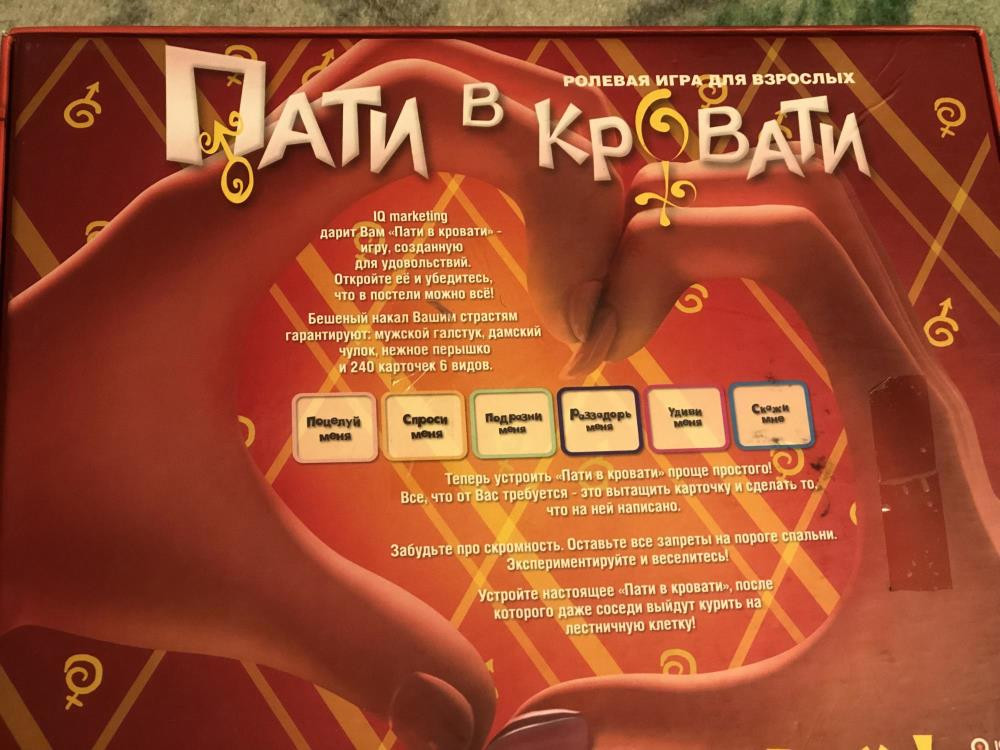 РОЛЕВАЯ ИГРА ДЛЯ ВЗРОСЛЫХ
ПАТИ В КРОВАТИ
IQ marketing
дарит Вам «Пати в кровати» -
игру, созданную
для удовольствий.
Откройте её и убедитесь,
что в постели можно всё!
Бешеный накал Вашим страстям
гарантируют: мужской галстук, дамский
чулок, нежное перышко
и 240 карточек 6 видов.
Поцелуй
меня
Спроси
меня
Подразни
меня
Раззадорь
меня
Удиви
меня
Скажи
мне
Теперь устроить «Пати в кровати» проще простого!
Все, что от Вас требуется - это вытащить карточку и сделать то,
что на ней написано.
Забудьте про скромность. Оставьте все запреты на пороге спальни.
Экспериментируйте и веселитесь!
Устройте настоящее «Пати в кровати», после
которого даже соседи выйдут курить на
лестничную клетку!